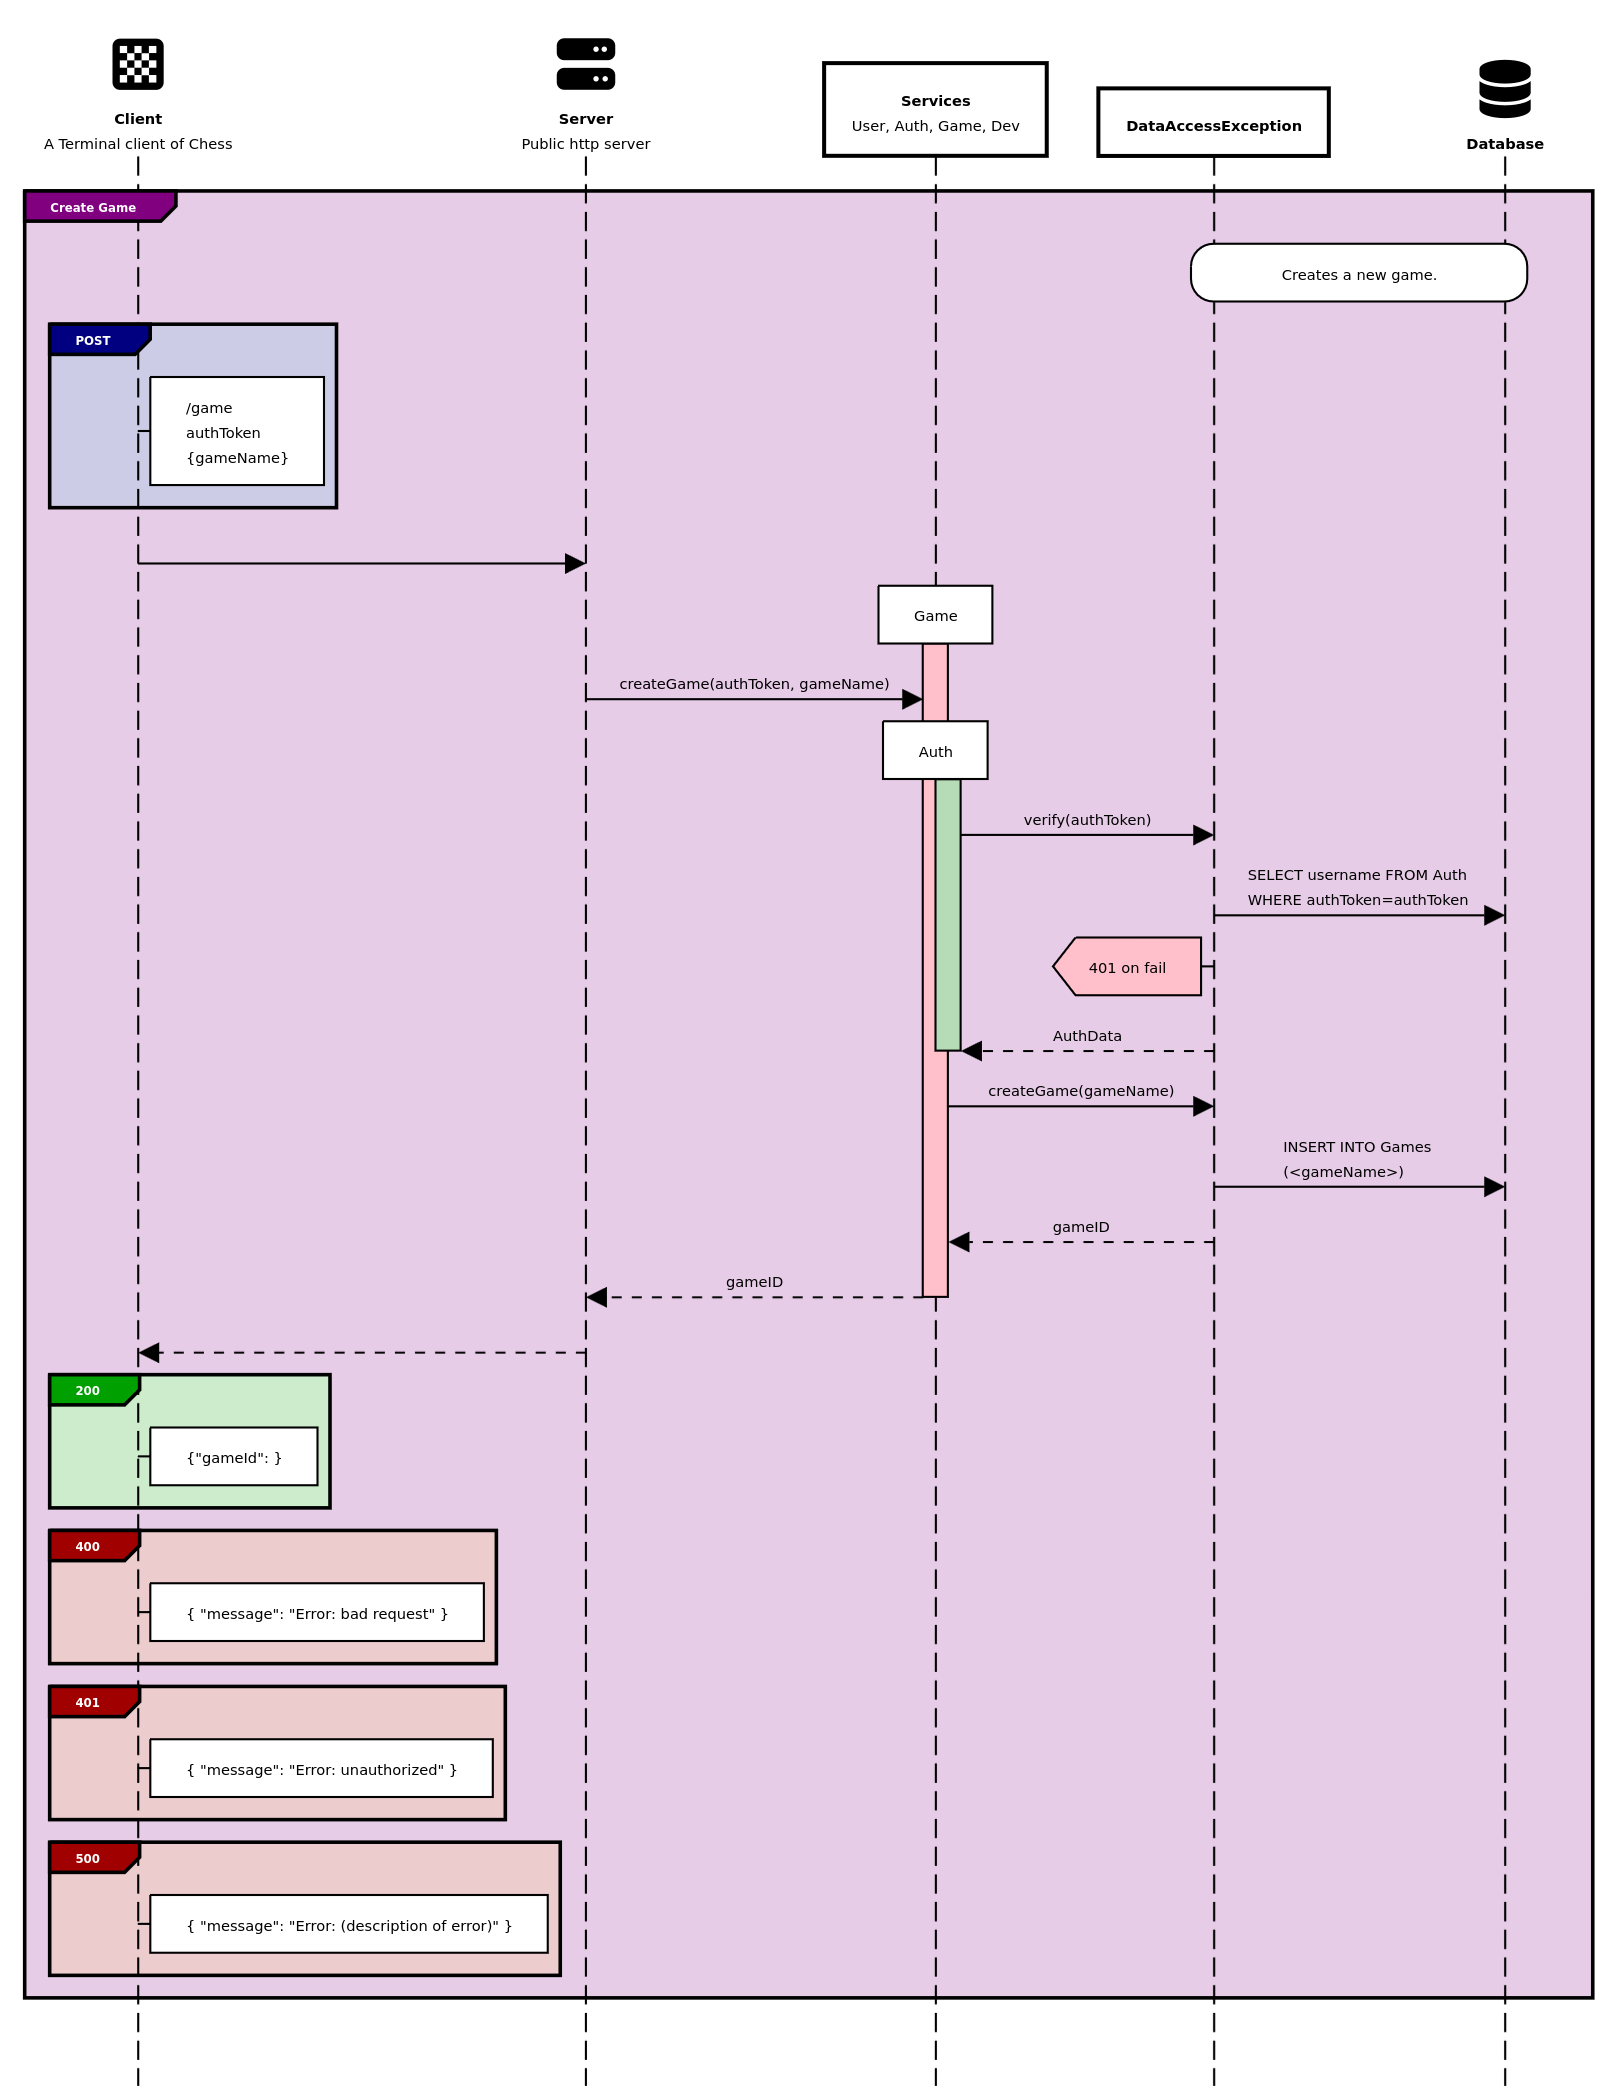 Client
A Terminal client of Chess
Server
Public http server
Services
User, Auth, Game, Dev
DataAccessException
Database
Create Game
Creates a new game.
POST
/game
authToken
{gameName}
Game
createGame(authToken, gameName)
Auth
verify(authToken)
SELECT username FROM Auth
WHERE authToken=authToken
401 on fail
AuthData
createGame(gameName)
INSERT INTO Games
(<gameName>)
gameID
gameID
200
{"gameId": }
400
{ "message": "Error: bad request" }
401
{ "message": "Error: unauthorized" }
500
{ "message": "Error: (description of error)" }